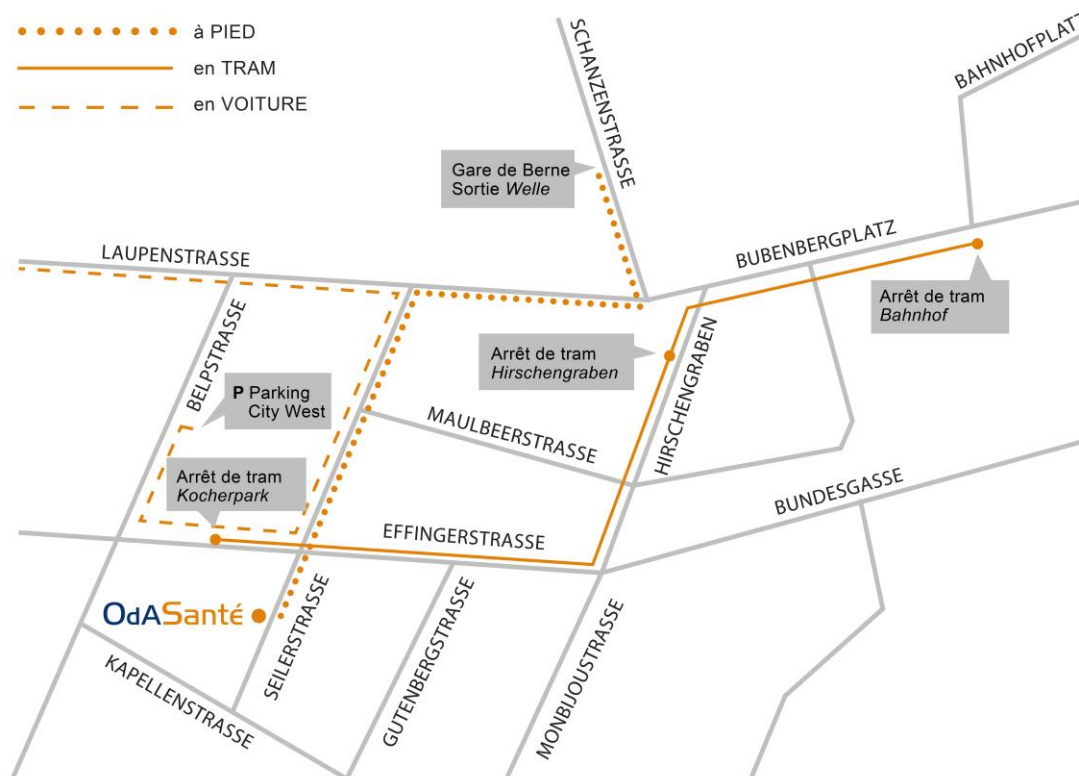 à PIED
en TRAM
en VOITURE
SCHANZENSTRASSE
BAHNHOFPLATZ
Gare de Berne
Sortie Welle
LAUPENSTRASSE
BUBENBERGPLATZ
Arrêt de tram
Bahnhof
BELPSTRASSE
Arrêt de tram
Hirschengraben
HIRSCHENGRABEN
P Parking
City West
MAULBEERSTRASSE
Arrêt de tram
Kocherpark
BUNDESGASSE
EFFINGERSTRASSE
OdASanté
SEILERSTRASSE
GUTENBERGSTRASSE
MONBIJOUSTRASSE
KAPELLENSTRASSE